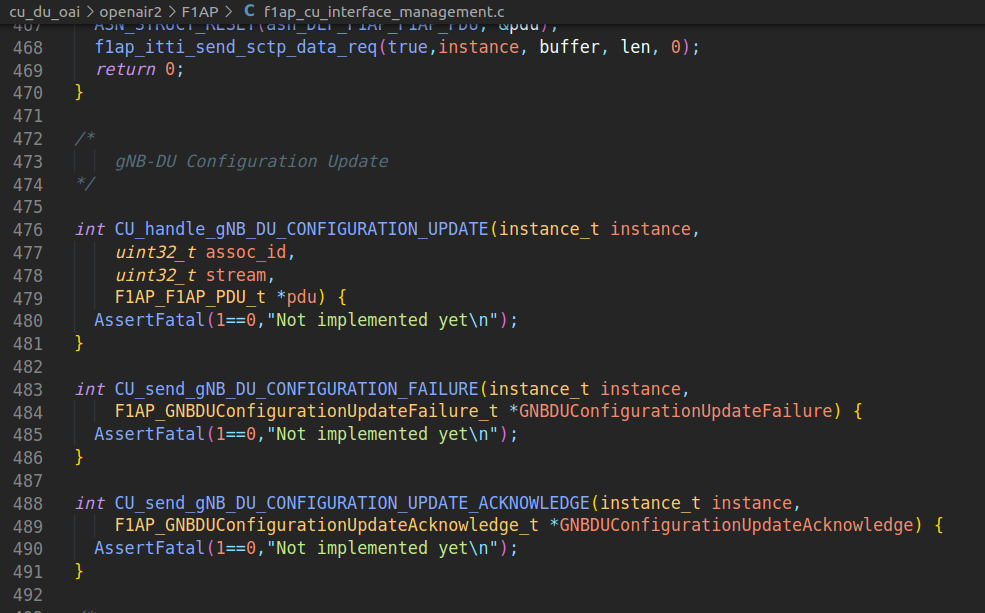 cu_du_oai > openair2 > F1AP > C f1ap_cu_interface_management.c
467 ASN_STRUCT_RESET(asn_DEF_F1AP_F1AP_PDU, &pdu);
468 f1ap_itti_send_sctp_data_req(true,instance, buffer, len, 0);
469 return 0;
470 }
471
472 /*
473 gNB-DU Configuration Update
474 */
475
476 int CU_handle_gNB_DU_CONFIGURATION_UPDATE(instance_t instance,
477 uint32_t assoc_id,
478 uint32_t stream,
479 F1AP_F1AP_PDU_t *pdu) {
480 AssertFatal(1==0,"Not implemented yet\n");
481 }
482
483 int CU_send_gNB_DU_CONFIGURATION_FAILURE(instance_t instance,
484 F1AP_GNBDUConfigurationUpdateFailure_t *GNBDUConfigurationUpdateFailure) {
485 AssertFatal(1==0,"Not implemented yet\n");
486 }
487
488 int CU_send_gNB_DU_CONFIGURATION_UPDATE_ACKNOWLEDGE(instance_t instance,
489 F1AP_GNBDUConfigurationUpdateAcknowledge_t *GNBDUConfigurationUpdateAcknowledge) {
490 AssertFatal(1==0,"Not implemented yet\n");
491 }
492